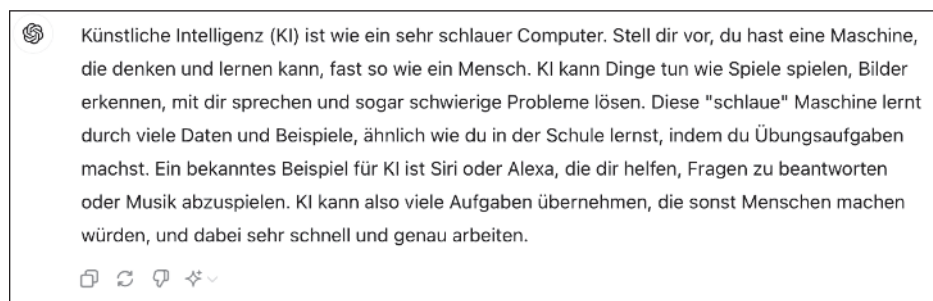 Künstliche Intelligenz (KI) ist wie ein sehr schlauer Computer. Stell dir vor, du hast eine Maschine,
die denken und lernen kann, fast so wie ein Mensch. KI kann Dinge tun wie Spiele spielen, Bilder
erkennen, mit dir sprechen und sogar schwierige Probleme lösen. Diese "schlaue" Maschine lernt
durch viele Daten und Beispiele, ähnlich wie du in der Schule lernst, indem du Übungsaufgaben
machst. Ein bekanntes Beispiel für KI ist Siri oder Alexa, die dir helfen, Fragen zu beantworten
oder Musik abzuspielen. KI kann also viele Aufgaben übernehmen, die sonst Menschen machen
würden, und dabei sehr schnell und genau arbeiten.